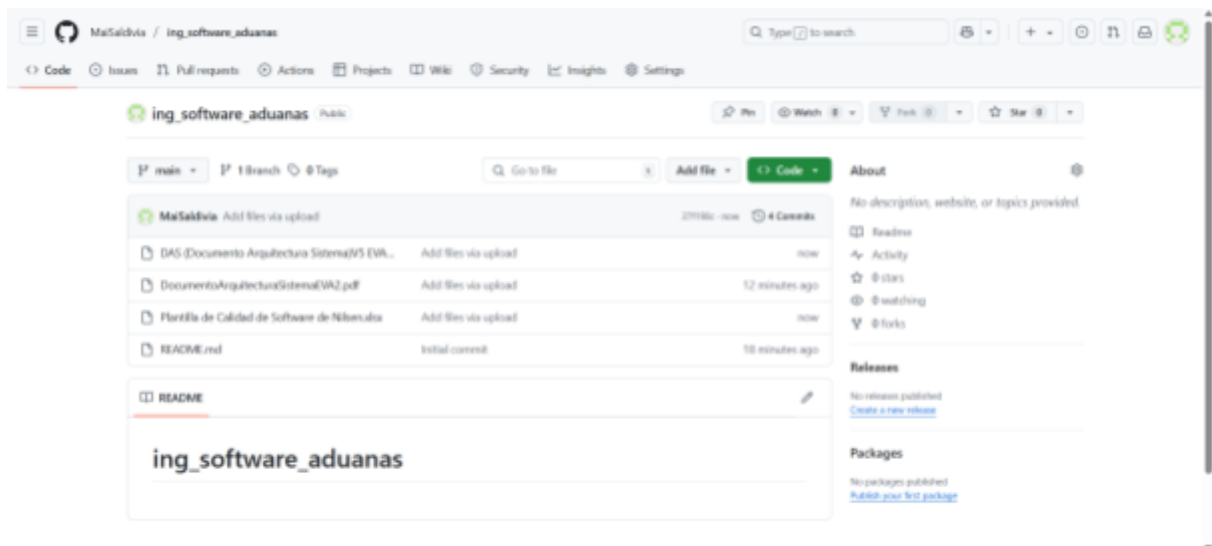 MaiSaldivia / ing_software_aduanas
Type / to search
Code Issues Pull requests Actions Projects Wiki Security Insights Settings
ing_software_aduanas Public
Pin Watch 0 Fork 0 Star 0
main 1 Branch 0 Tags Go to file Add file Code
MaiSaldivia Add files via upload now 4 Commits
DAS (Documento Arquitectura Sistema)V5 EVA... Add files via upload now
DocumentoArquitecturaSistemaEVA2.pdf Add files via upload 12 minutes ago
Plantilla de Calidad de Software de Nilsen.xlsx Add files via upload now
README.md Initial commit 18 minutes ago
README
ing_software_aduanas
About
No description, website, or topics provided.
Readme
Activity
0 stars
0 watching
0 forks
Releases
No releases published
Create a new release
Packages
No packages published
Publish your first package